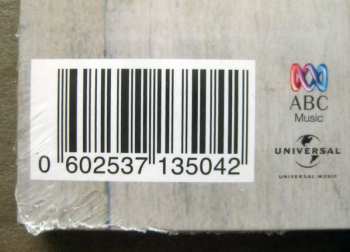 0 602537 135042
ABC
Music
UNIVERSAL
UNIVERSAL MUSIC